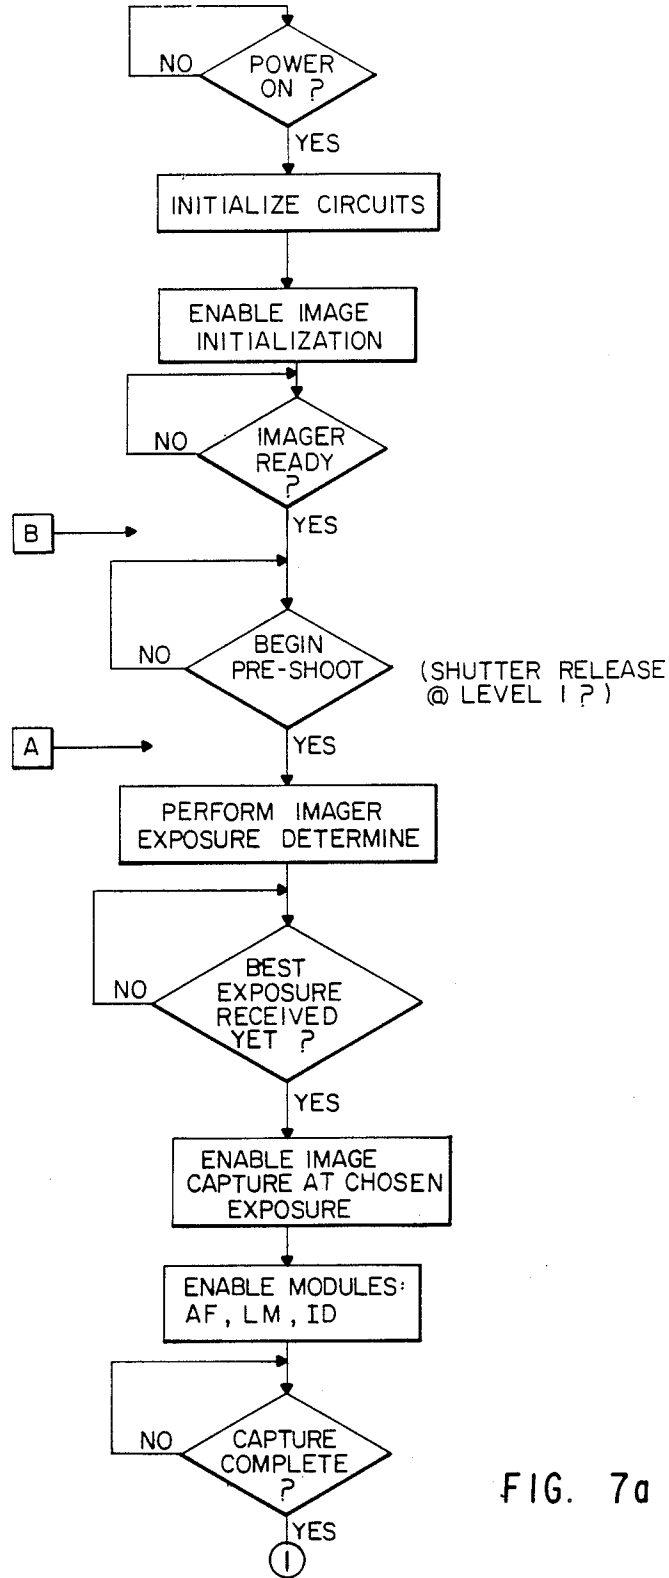 NO
POWER
ON ?
YES
INITIALIZE CIRCUITS
ENABLE IMAGE
INITIALIZATION
NO
IMAGER
READY
?
YES
B
NO
BEGIN
PRE-SHOOT
(SHUTTER RELEASE
@ LEVEL 1 ?)
YES
A
PERFORM IMAGER
EXPOSURE DETERMINE
NO
BEST
EXPOSURE
RECEIVED
YET ?
YES
ENABLE IMAGE
CAPTURE AT CHOSEN
EXPOSURE
ENABLE MODULES:
AF, LM, ID
NO
CAPTURE
COMPLETE
?
YES
1
FIG. 7a